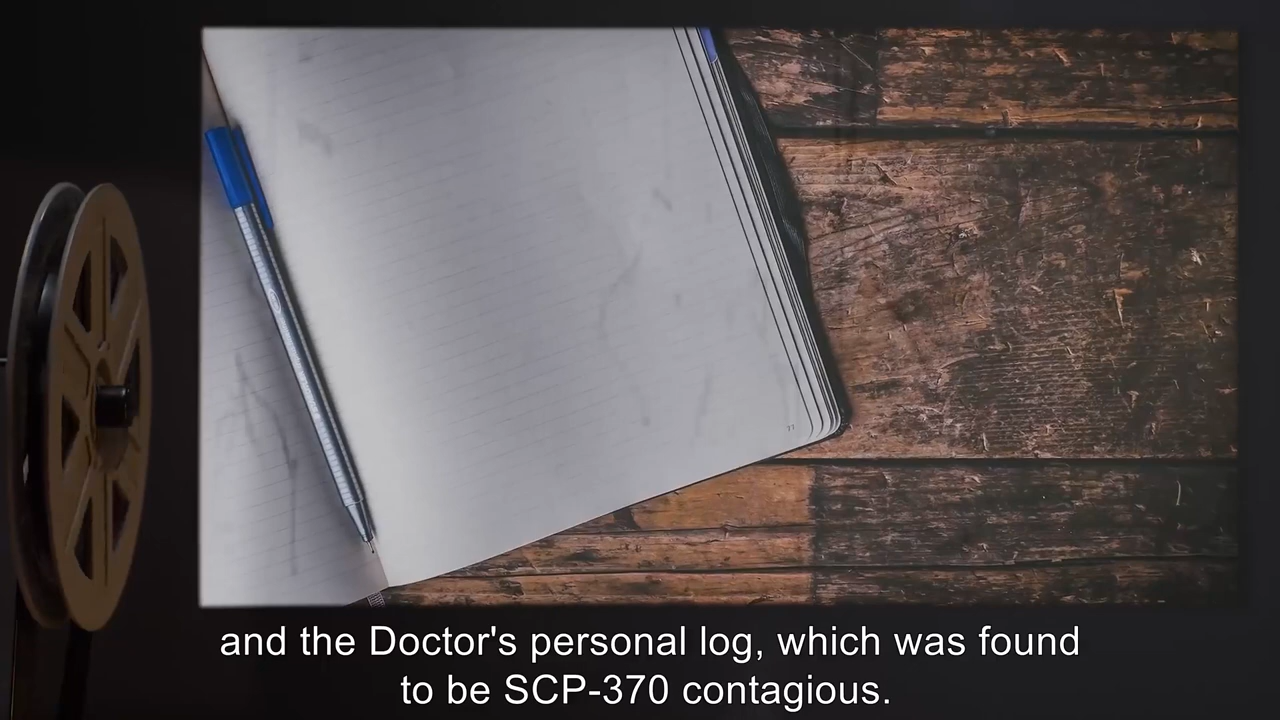 and the Doctor's personal log, which was found
to be SCP-370 contagious.